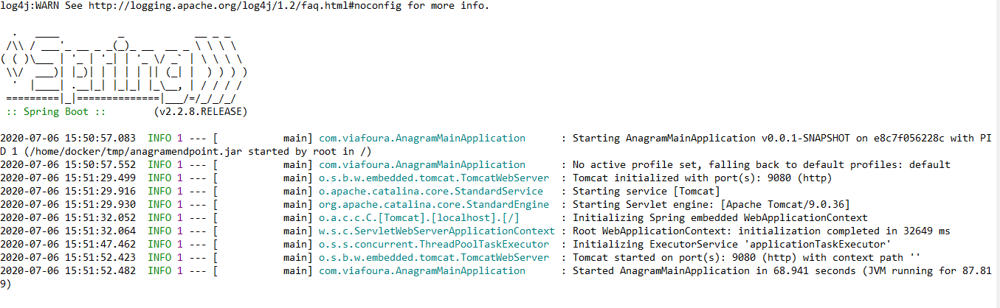 log4j:WARN See http://logging.apache.org/log4j/1.2/faq.html#noconfig for more info.
Spring
:: Spring Boot ::        (v2.2.8.RELEASE)
2020-07-06 15:50:57.083  INFO 1 --- [           main] com.viafoura.AnagramMainApplication      : Starting AnagramMainApplication v0.0.1-SNAPSHOT on e8c7f056228c with PI
D 1 (/home/docker/tmp/anagramendpoint.jar started by root in /)
2020-07-06 15:50:57.552  INFO 1 --- [           main] com.viafoura.AnagramMainApplication      : No active profile set, falling back to default profiles: default
2020-07-06 15:51:29.499  INFO 1 --- [           main] o.s.b.w.embedded.tomcat.TomcatWebServer  : Tomcat initialized with port(s): 9080 (http)
2020-07-06 15:51:29.916  INFO 1 --- [           main] o.apache.catalina.core.StandardService   : Starting service [Tomcat]
2020-07-06 15:51:29.930  INFO 1 --- [           main] org.apache.catalina.core.StandardEngine  : Starting Servlet engine: [Apache Tomcat/9.0.36]
2020-07-06 15:51:32.052  INFO 1 --- [           main] o.a.c.c.C.[Tomcat].[localhost].[/]       : Initializing Spring embedded WebApplicationContext
2020-07-06 15:51:32.064  INFO 1 --- [           main] w.s.c.ServletWebServerApplicationContext : Root WebApplicationContext: initialization completed in 32649 ms
2020-07-06 15:51:47.462  INFO 1 --- [           main] o.s.s.concurrent.ThreadPoolTaskExecutor  : Initializing ExecutorService 'applicationTaskExecutor'
2020-07-06 15:51:52.423  INFO 1 --- [           main] o.s.b.w.embedded.tomcat.TomcatWebServer  : Tomcat started on port(s): 9080 (http) with context path ''
2020-07-06 15:51:52.482  INFO 1 --- [           main] com.viafoura.AnagramMainApplication      : Started AnagramMainApplication in 68.941 seconds (JVM running for 87.81
9)